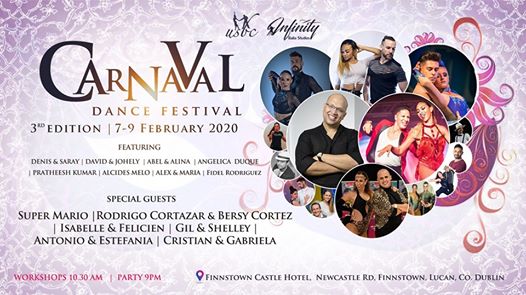 usbc
Infinity
CARNAVAL
DANCE FESTIVAL
3RD EDITION | 7-9 FEBRUARY 2020
FEATURING
DENIS & SARAY | DAVID & JOHELY | ABEL & ALINA | ANGELICA DUQUE
| PRATHEESH KUMAR | ALCIDES MELO | ALEX & MARIA | FIDEL RODRIGUEZ
SPECIAL GUESTS
SUPER MARIO | RODRIGO CORTAZAR & BERSY CORTEZ
| ISABELLE & FELICIEN | GIL & SHELLEY |
ANTONIO & ESTEFANIA | CRISTIAN & GABRIELA
WORKSHOPS 10.30 AM | PARTY 9PM
FINNSTOWN CASTLE HOTEL, NEWCASTLE RD, FINNSTOWN, LUCAN, CO. DUBLIN